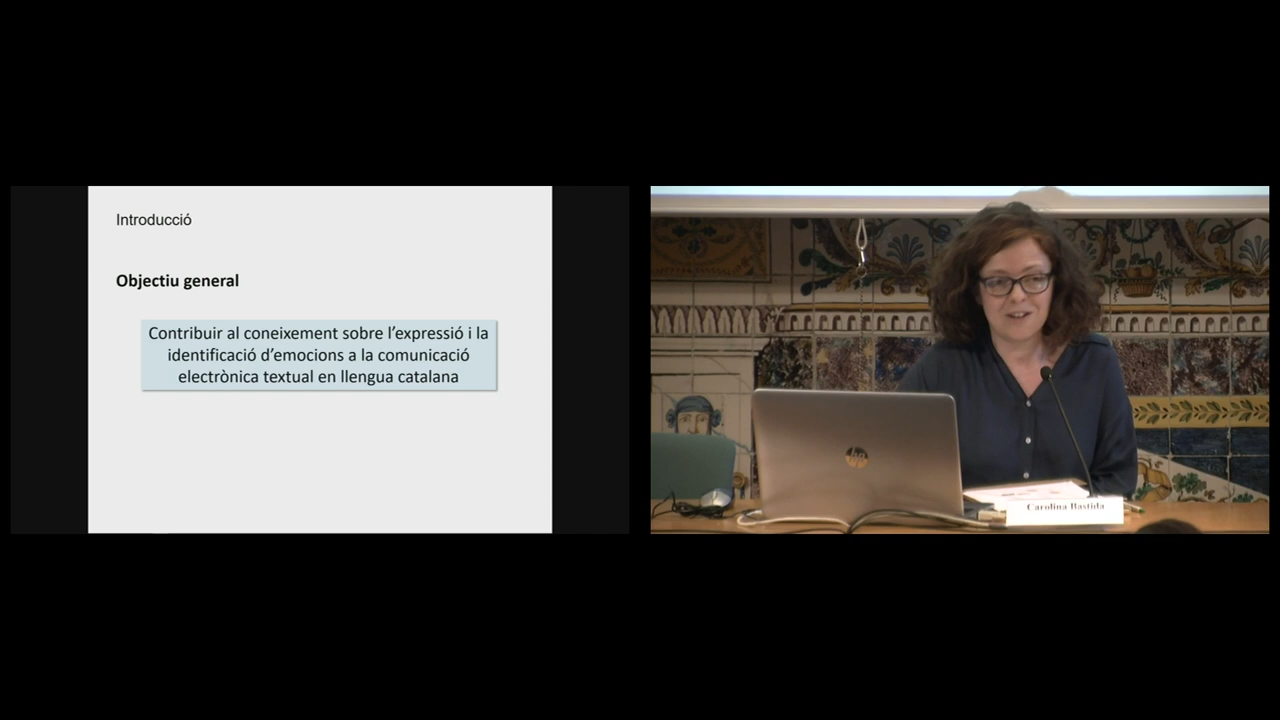 Introducció
Objectiu general
Contribuir al coneixement sobre l'expressió i la
identificació d'emocions a la comunicació
electrònica textual en llengua catalana
hp
Carolina Bastida